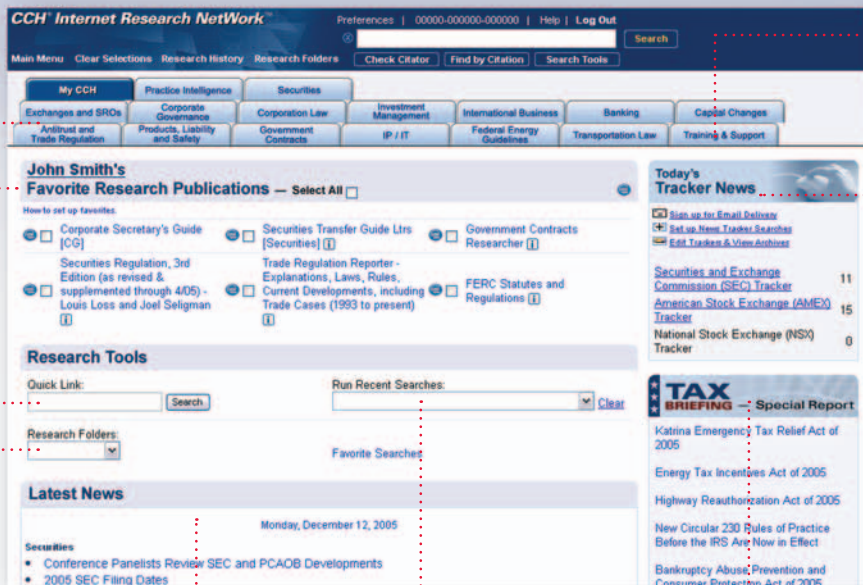 CCH® Internet Research NetWork™
Preferences | 00000-000000-000000 | Help | Log Out
Search
Main Menu Clear Selections Research History Research Folders Check Citator Find by Citation Search Tools
My CCH Practice Intelligence Securities
Exchanges and SROs Corporate Governance Corporation Law Investment Management International Business Banking Capital Changes
Antitrust and Trade Regulation Products, Liability and Safety Government Contracts IP / IT Federal Energy Guidelines Transportation Law Training & Support
John Smith's
Favorite Research Publications — Select All
How to set up favorites
Corporate Secretary's Guide
[CG]
Securities Transfer Guide Ltrs
[Securities] [i]
Government Contracts
Researcher [i]
Securities Regulation, 3rd
Edition (as revised &
supplemented through 4/05) -
Louis Loss and Joel Seligman
[i]
Trade Regulation Reporter -
Explanations, Laws, Rules,
Current Developments, including
Trade Cases (1993 to present)
[i]
FERC Statutes and
Regulations [i]
Research Tools
Quick Link:
Search
Run Recent Searches:
Clear
Research Folders:
Favorite Searches
Latest News
Monday, December 12, 2005
Securities
• Conference Panelists Review SEC and PCAOB Developments
• 2005 SEC Filing Dates
Today's
Tracker News
Sign up for Email Delivery
Set up News Tracker Searches
Edit Trackers & View Archives
Securities and Exchange
Commission (SEC) Tracker 11
American Stock Exchange (AMEX)
Tracker 15
National Stock Exchange (NSX)
Tracker 0
TAX
BRIEFING — Special Report
Katrina Emergency Tax Relief Act of
2005
Energy Tax Incentives Act of 2005
Highway Reauthorization Act of 2005
New Circular 230 Rules of Practice
Before the IRS Are Now in Effect
Bankruptcy Abuse Prevention and
Consumer Protection Act of 2005